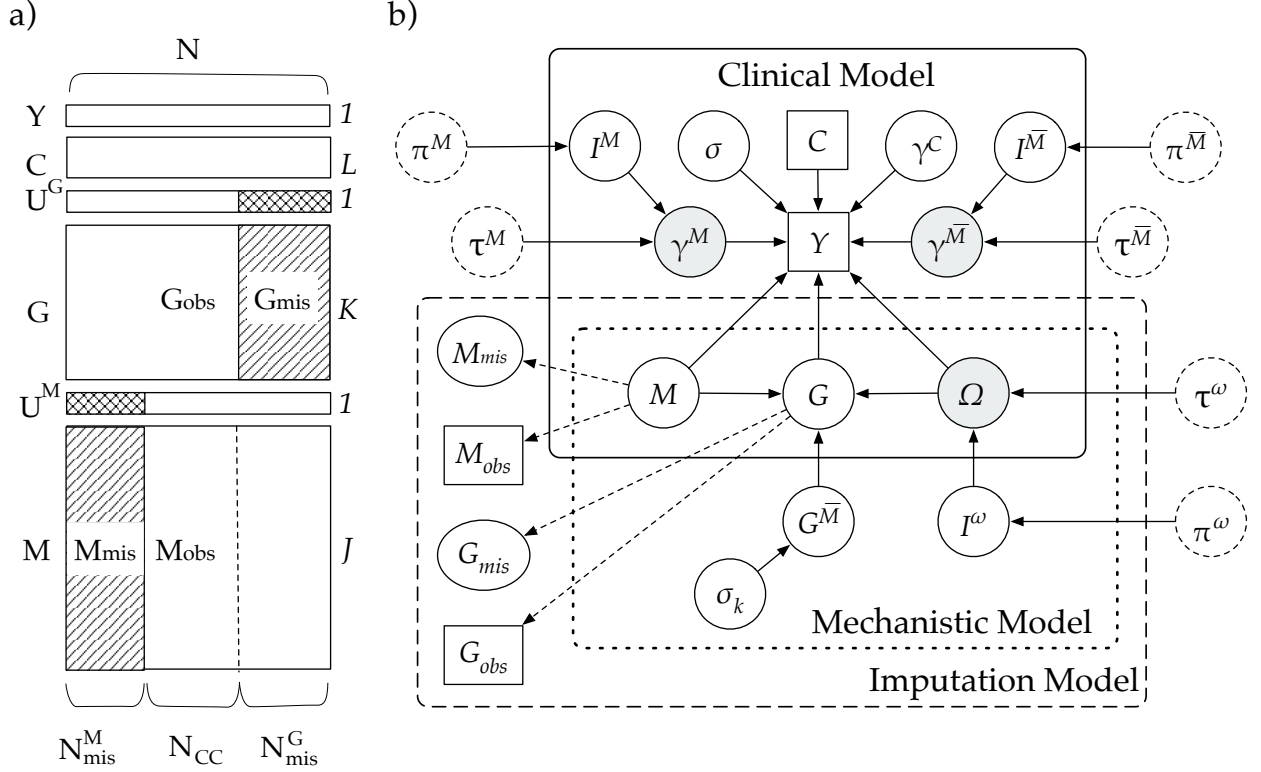 a)
N
Y 1
C L
U^G 1
G Gobs Gmis K
U^M 1
M Mmis Mobs J
N^M_mis N_CC N^G_mis
b)
Clinical Model
π^M I^M σ C γ^C I^M̅ π^M̅
τ^M γ^M Y γ^M̅ τ^M̅
M_mis
M G Ω τ^ω
M_obs
G^M̅ I^ω π^ω
G_mis
σ_k
Mechanistic Model
G_obs
Imputation Model